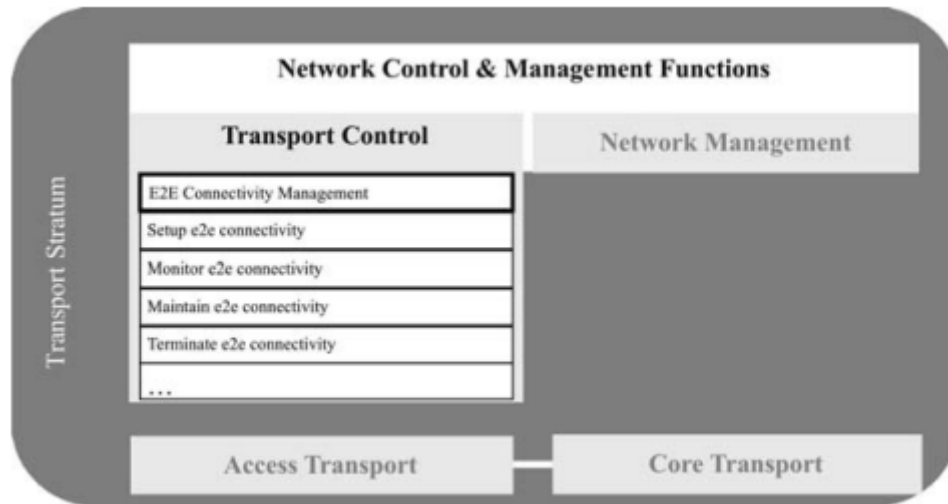 Network Control & Management Functions
Transport Control
Network Management
E2E Connectivity Management
Setup e2e connectivity
Monitor e2e connectivity
Maintain e2e connectivity
Terminate e2e connectivity
...
Transport Stratum
Access Transport
Core Transport